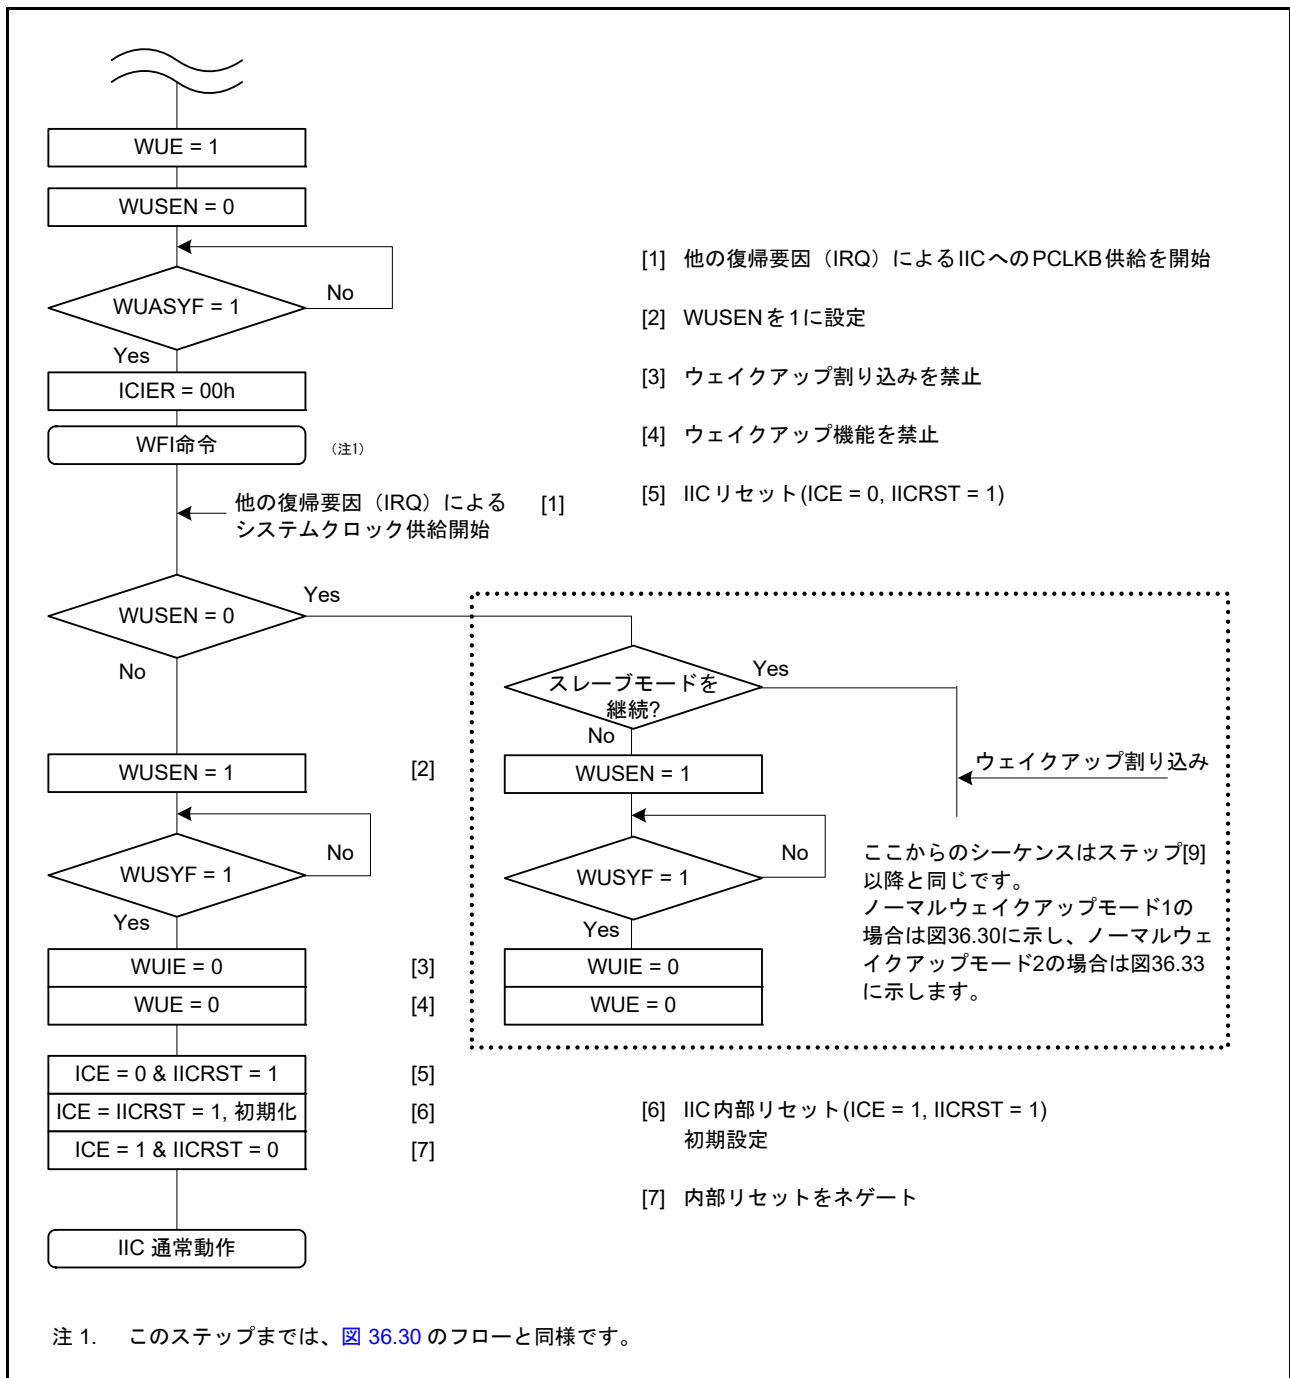 WUE = 1
WUSEN = 0
WUASYF = 1
No
Yes
ICIER = 00h
WFI命令
（注1）
他の復帰要因（IRQ）による
システムクロック供給開始
[1]
[1] 他の復帰要因（IRQ）によるIICへのPCLKB供給を開始
[2] WUSENを1に設定
[3] ウェイクアップ割り込みを禁止
[4] ウェイクアップ機能を禁止
[5] IICリセット(ICE = 0, IICRST = 1)
WUSEN = 0
Yes
No
WUSEN = 1
[2]
WUSYF = 1
No
Yes
WUIE = 0
[3]
WUE = 0
[4]
ICE = 0 & IICRST = 1
[5]
ICE = IICRST = 1, 初期化
[6]
ICE = 1 & IICRST = 0
[7]
IIC 通常動作
スレーブモードを
継続?
Yes
No
WUSEN = 1
WUSYF = 1
No
Yes
WUIE = 0
WUE = 0
ウェイクアップ割り込み
ここからのシーケンスはステップ[9]
以降と同じです。
ノーマルウェイクアップモード1の
場合は図36.30に示し、ノーマルウェ
イクアップモード2の場合は図36.33
に示します。
[6] IIC内部リセット(ICE = 1, IICRST = 1)
初期設定
[7] 内部リセットをネゲート
注 1. このステップまでは、図 36.30 のフローと同様です。